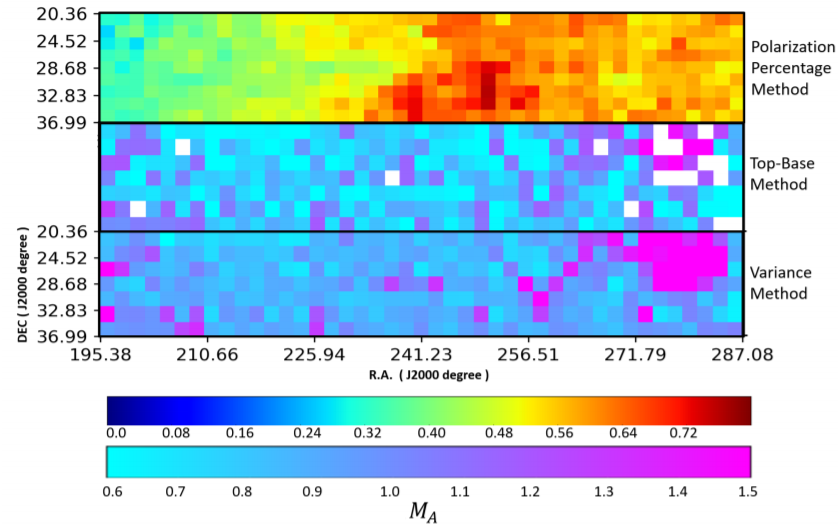 20.36
24.52
28.68
32.83
36.99
Polarization
Percentage
Method
Top-Base
Method
20.36
24.52
28.68
32.83
36.99
Variance
Method
DEC ( J2000 degree )
195.38 210.66 225.94 241.23 256.51 271.79 287.08
R.A. ( J2000 degree )
0.0 0.08 0.16 0.24 0.32 0.40 0.48 0.56 0.64 0.72
0.6 0.7 0.8 0.9 1.0 1.1 1.2 1.3 1.4 1.5
M_A